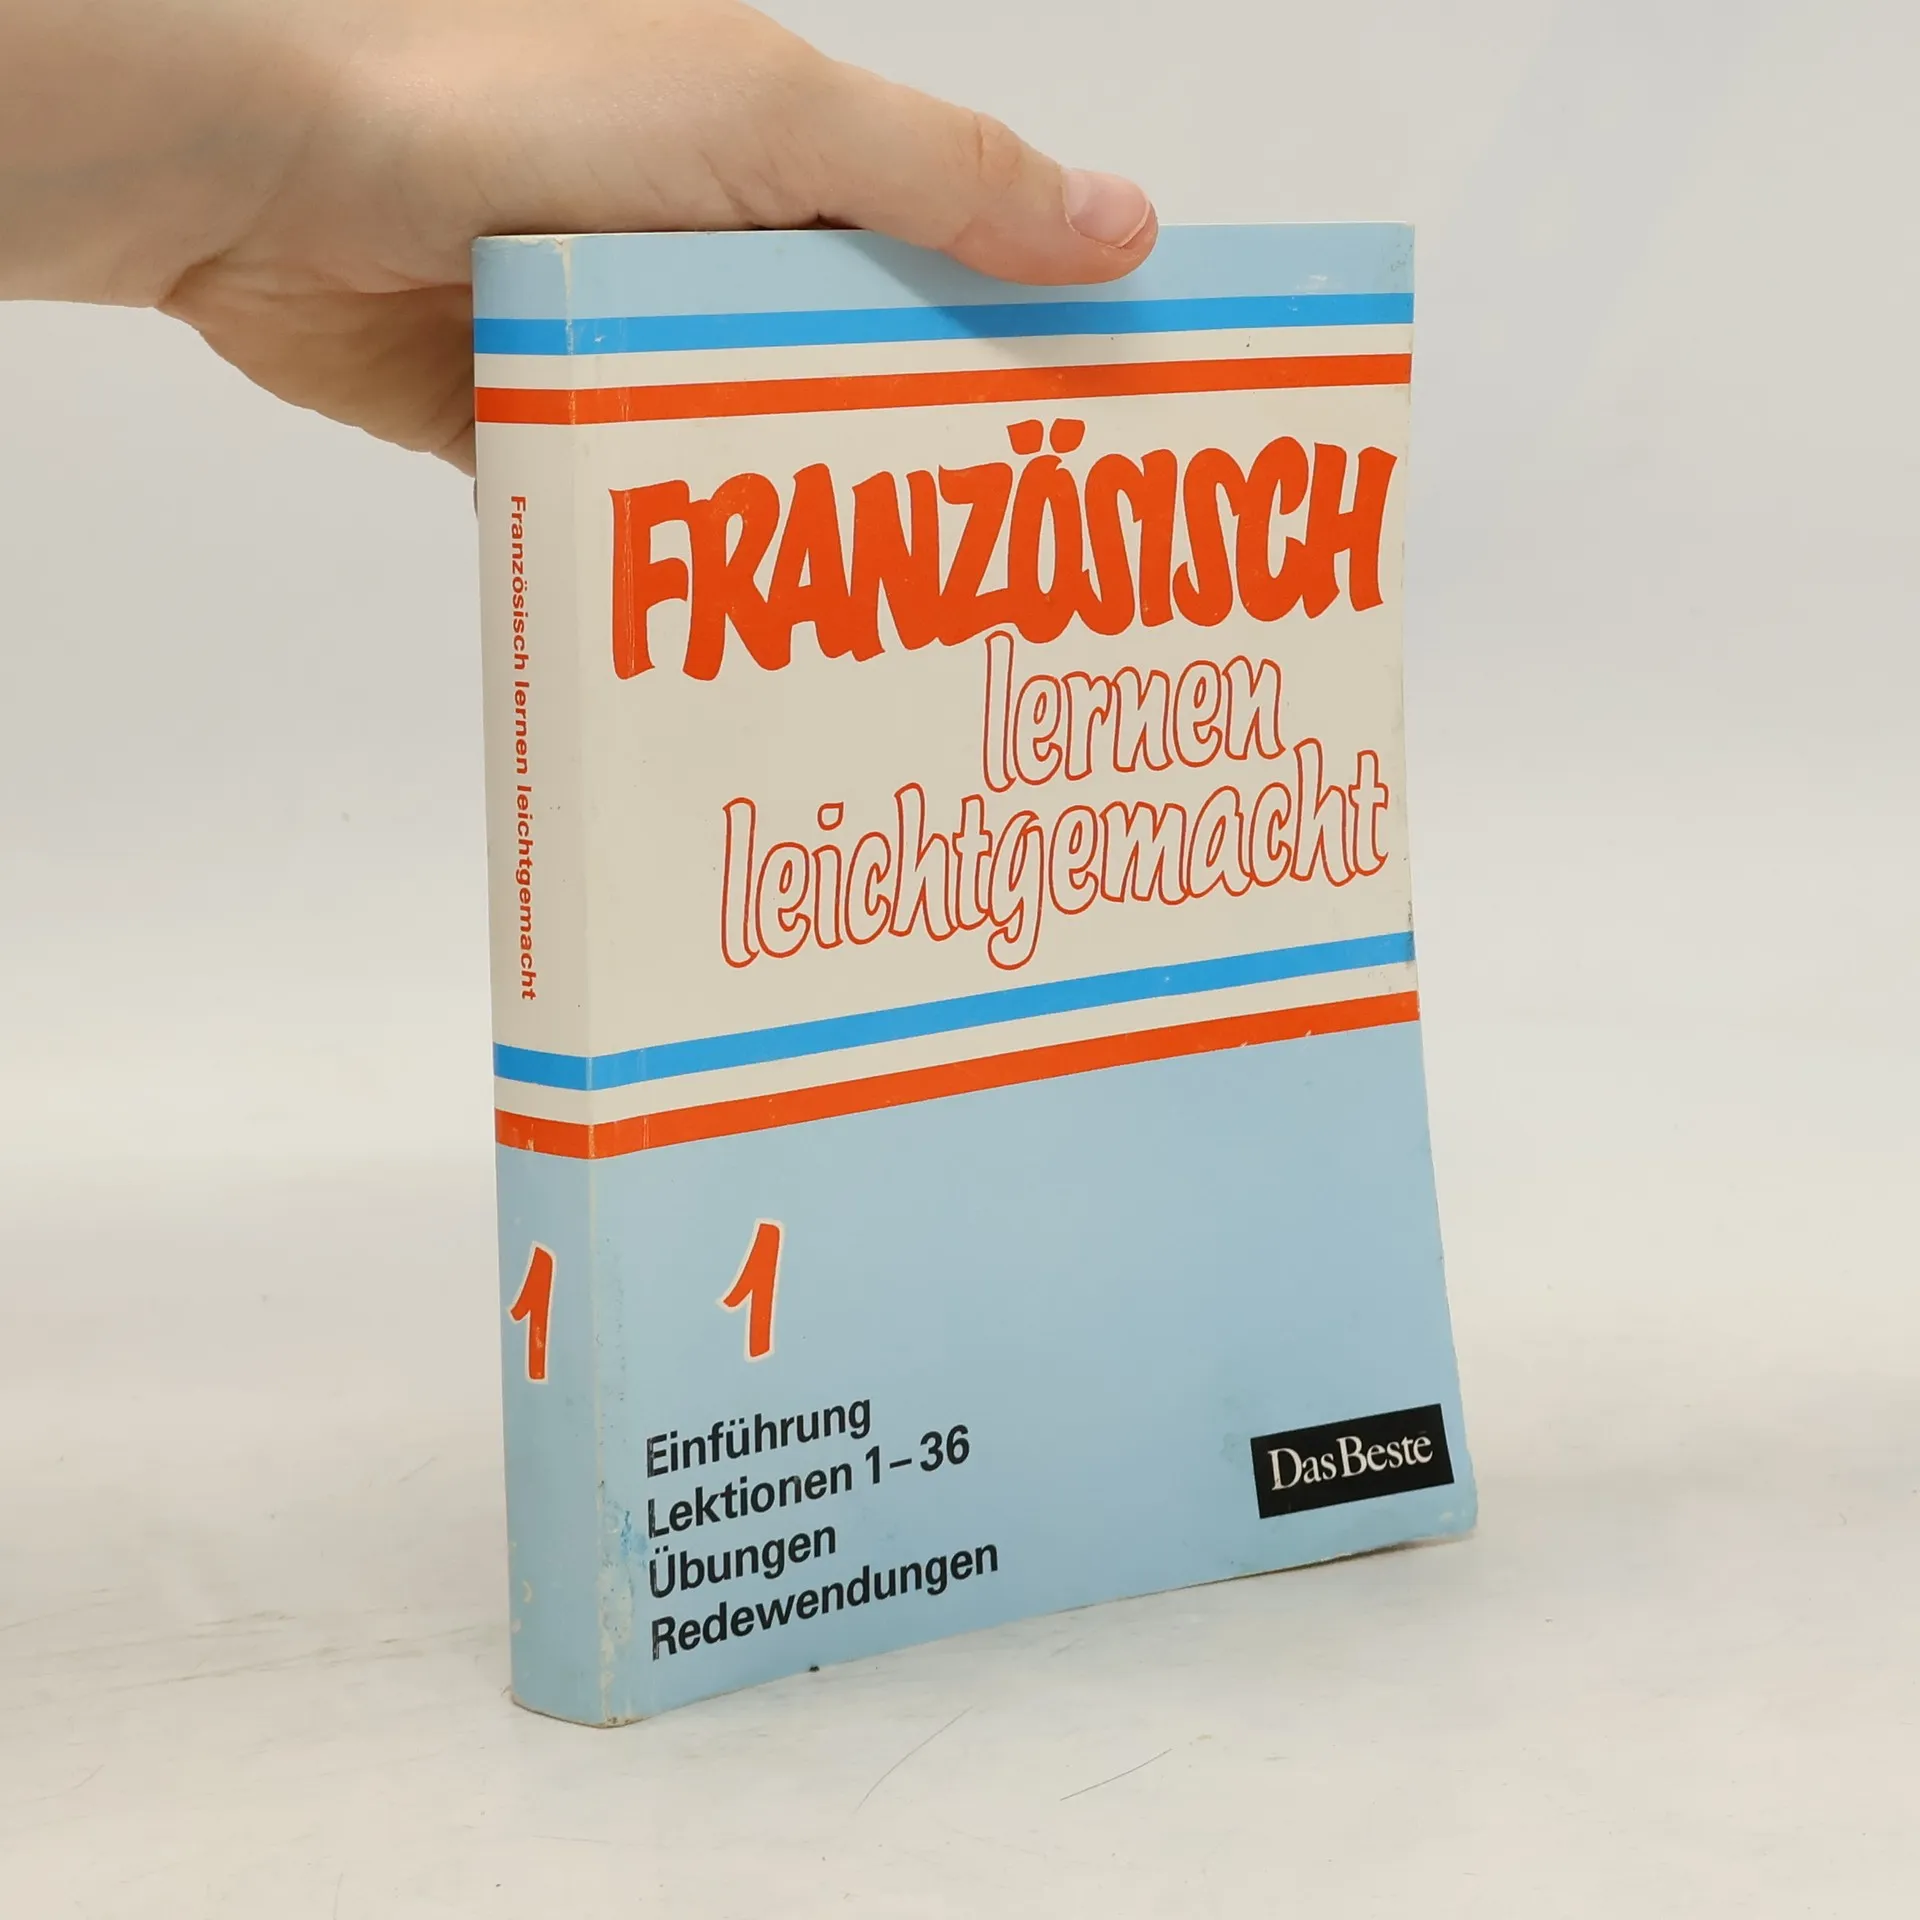 Französisch lernen leichtgemacht
1
FRANZÖSISCH
lernen
leichtgemacht
1
Einführung
Lektionen 1–36
Übungen
Redewendungen
Das Beste